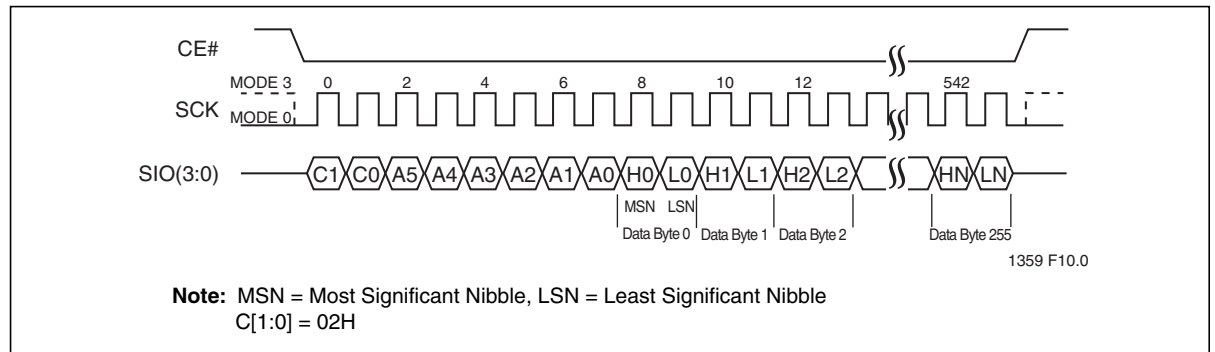 CE#
MODE 3 0 2 4 6 8 10 12 542
SCK
MODE 0
SIO(3:0) C1 C0 A5 A4 A3 A2 A1 A0 H0 L0 H1 L1 H2 L2 HN LN
MSN LSN
Data Byte 0 Data Byte 1 Data Byte 2 Data Byte 255
1359 F10.0
Note: MSN = Most Significant Nibble, LSN = Least Significant Nibble
C[1:0] = 02H